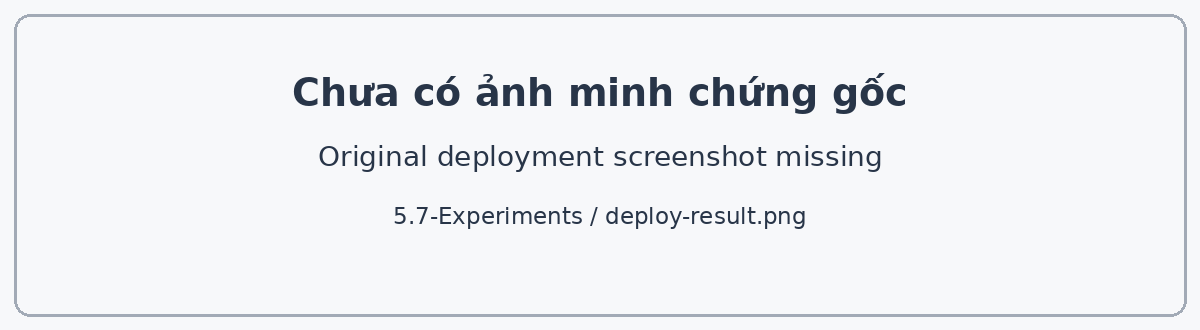 Chưa có ảnh minh chứng gốc
Original deployment screenshot missing
5.7-Experiments / deploy-result.png